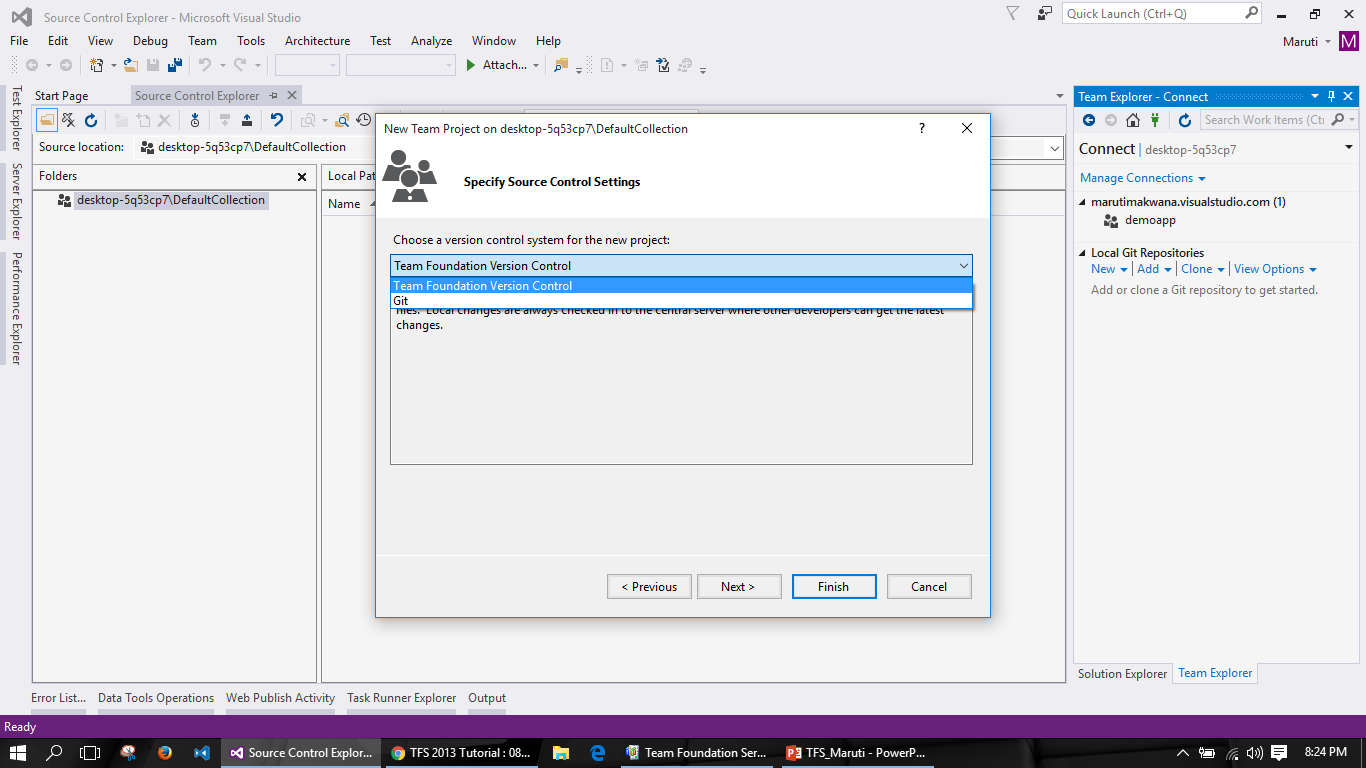 Source Control Explorer - Microsoft Visual Studio
Quick Launch (Ctrl+Q)
File Edit View Debug Team Tools Architecture Test Analyze Window Help
Maruti M
Attach...
Start Page
Source Control Explorer
Test Explorer
Server Explorer
Performance Explorer
Source location: desktop-5q53cp7\DefaultCollection
Folders
Local Pat
desktop-5q53cp7\DefaultCollection
Name
New Team Project on desktop-5q53cp7\DefaultCollection
?
Specify Source Control Settings
Choose a version control system for the new project:
Team Foundation Version Control
Team Foundation Version Control
Git
files. Local changes are always checked in to the central server where other developers can get the latest
changes.
< Previous
Next >
Finish
Cancel
Team Explorer - Connect
Search Work Items (Ctrl
Connect | desktop-5q53cp7
Manage Connections
marutimakwana.visualstudio.com (1)
demoapp
Local Git Repositories
New Add Clone View Options
Add or clone a Git repository to get started.
Solution Explorer Team Explorer
Error List... Data Tools Operations Web Publish Activity Task Runner Explorer Output
Ready
Source Control Explor...
TFS 2013 Tutorial : 08...
Team Foundation Ser...
TFS_Maruti - PowerP...
8:24 PM